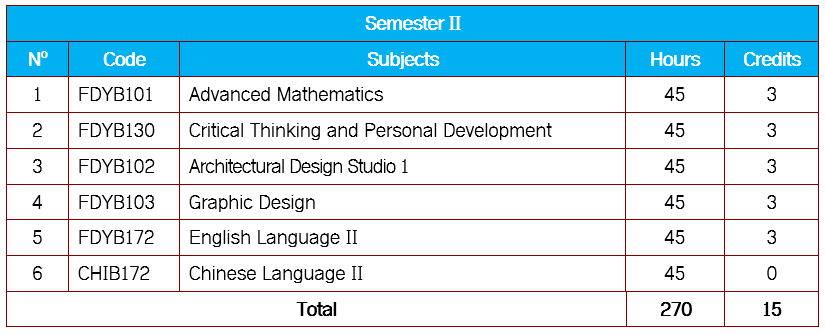 Semester II
Nº Code Subjects Hours Credits
1 FDYB101 Advanced Mathematics 45 3
2 FDYB130 Critical Thinking and Personal Development 45 3
3 FDYB102 Architectural Design Studio 1 45 3
4 FDYB103 Graphic Design 45 3
5 FDYB172 English Language II 45 3
6 CHIB172 Chinese Language II 45 0
Total 270 15